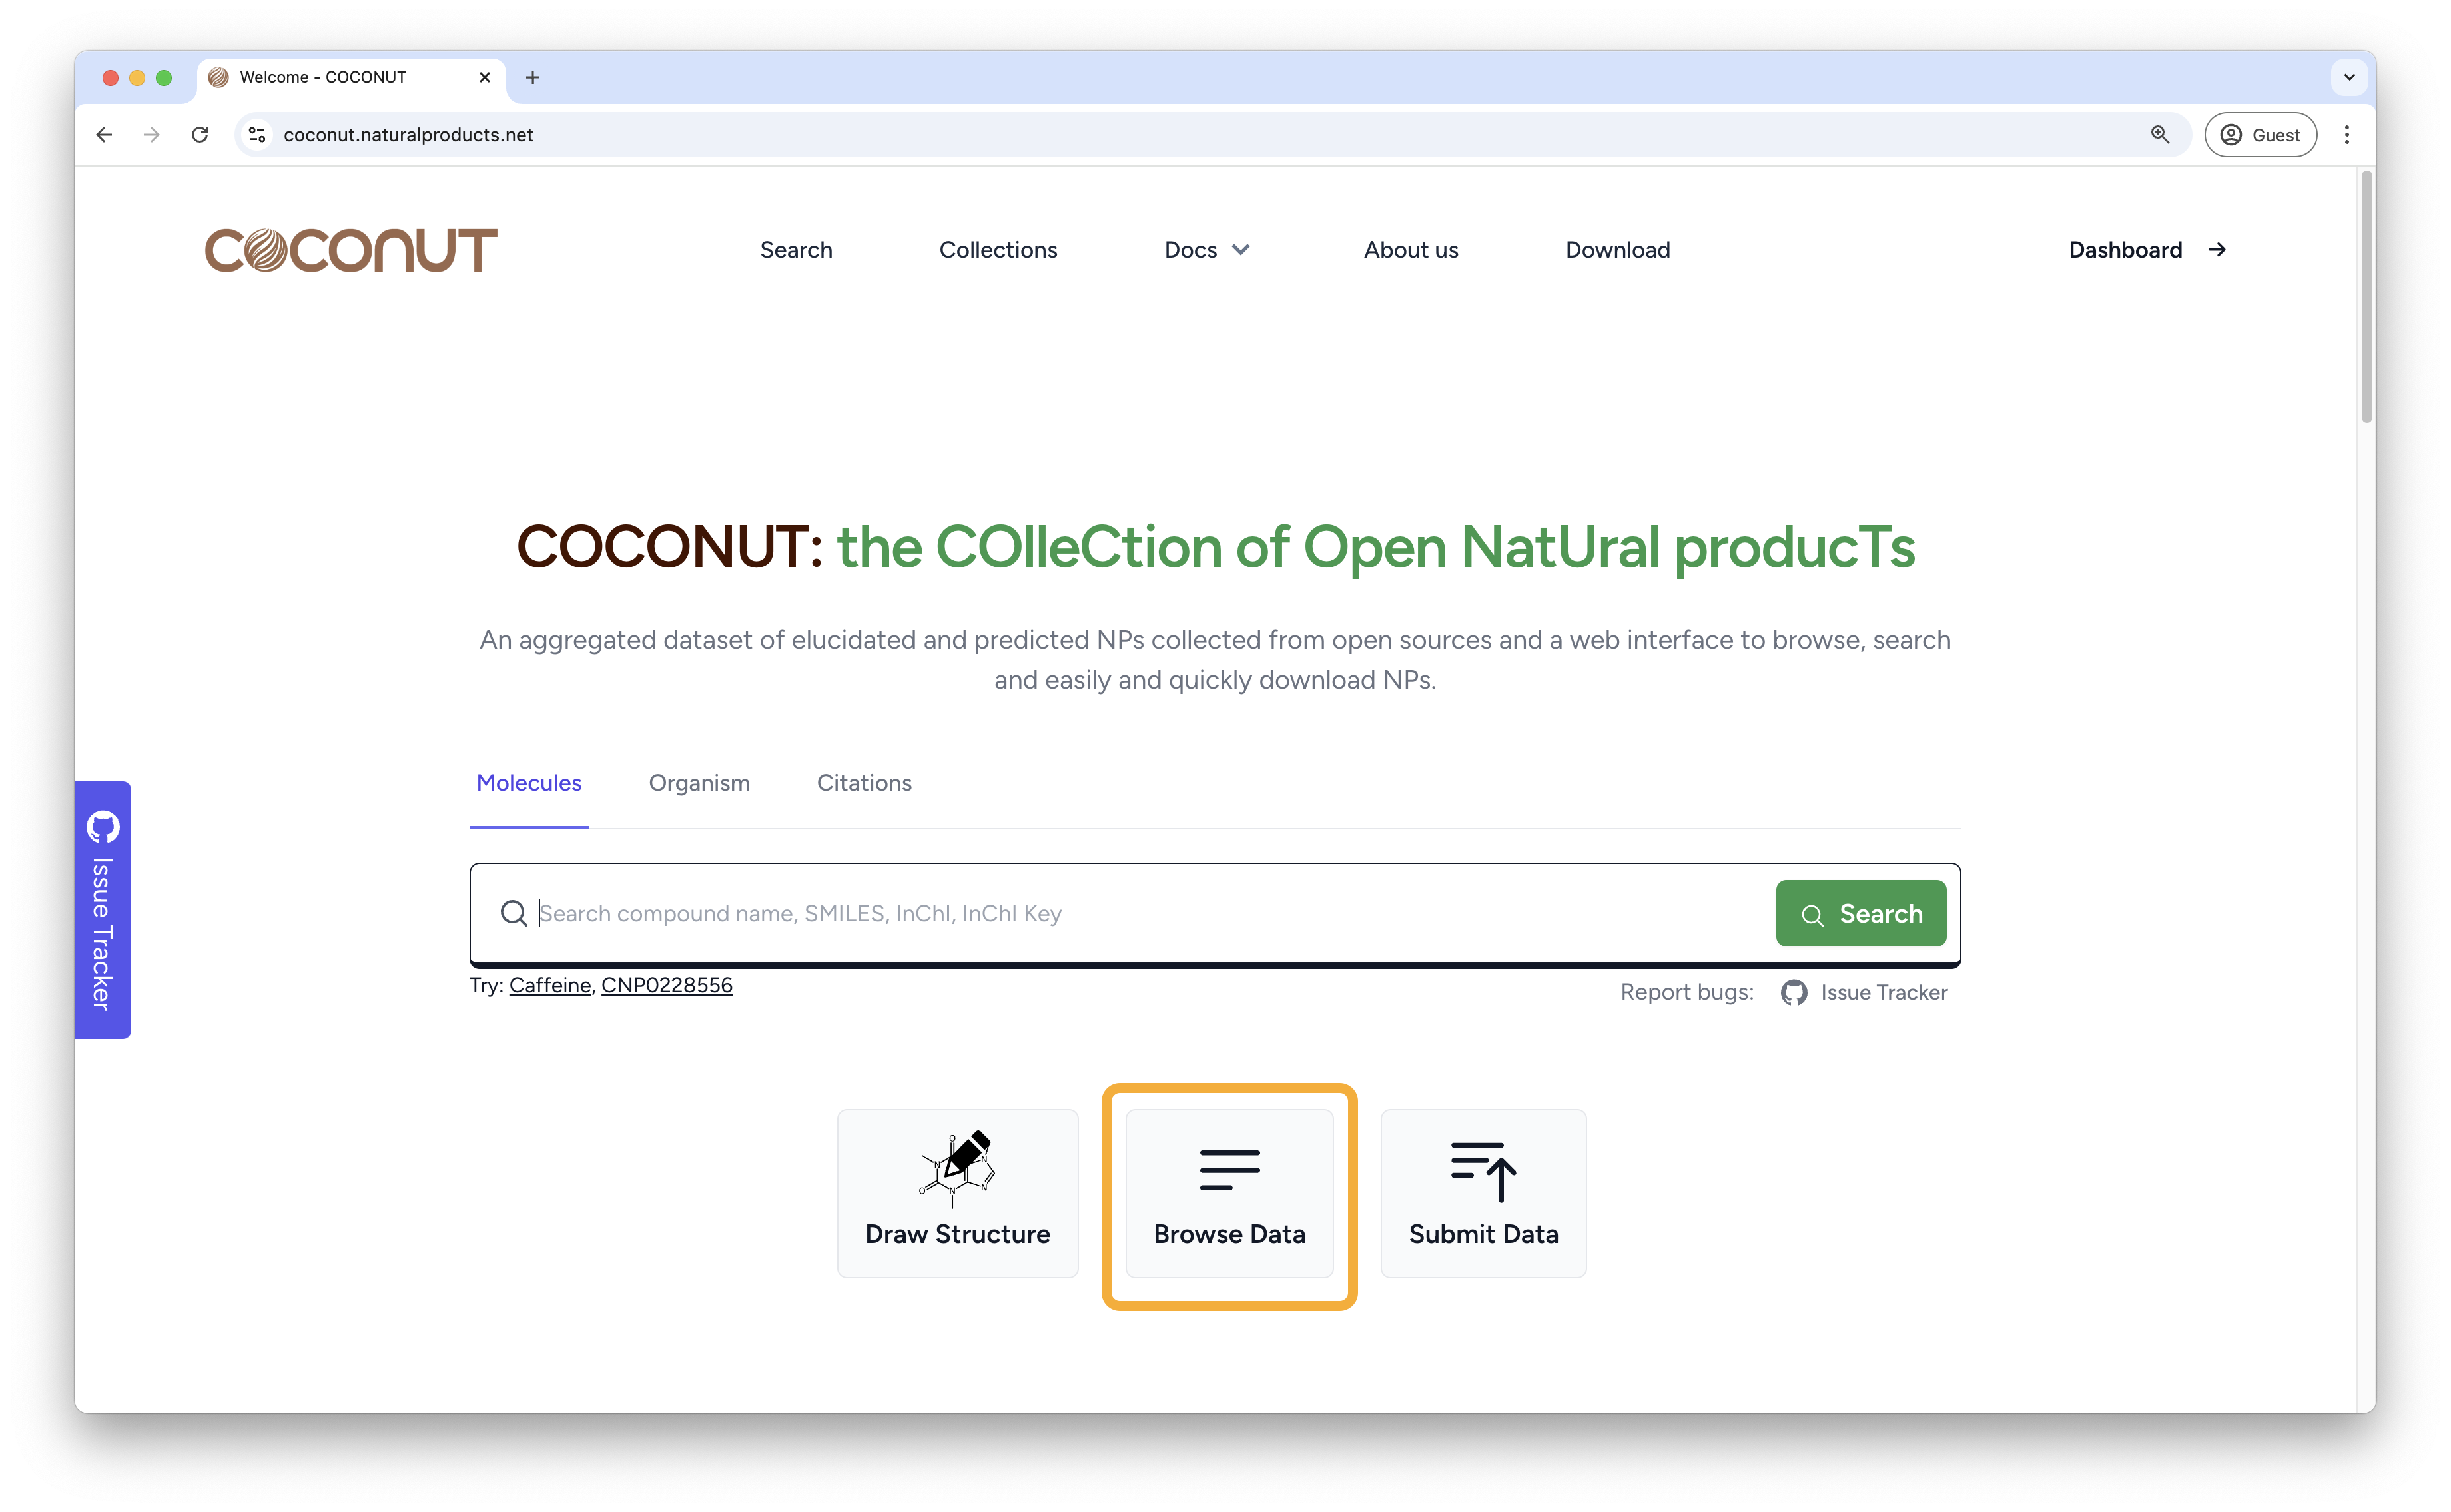 Welcome - COCONUT
coconut.naturalproducts.net
Guest
COCONUT
Search
Collections
Docs
About us
Download
Dashboard
COCONUT: the COlleCtion of Open NatUral producTs
An aggregated dataset of elucidated and predicted NPs collected from open sources and a web interface to browse, search
and easily and quickly download NPs.
Molecules
Organism
Citations
Issue Tracker
Search compound name, SMILES, InChI, InChI Key
Search
Try: Caffeine, CNP0228556
Report bugs: Issue Tracker
O
N
N
O
N
N
Draw Structure
Browse Data
Submit Data